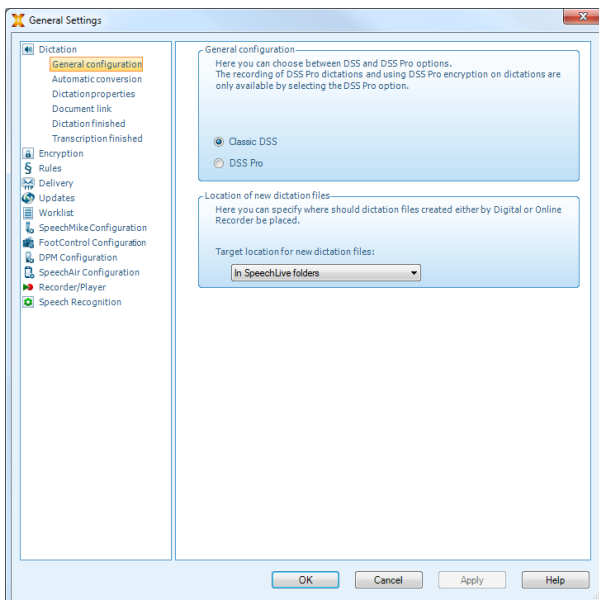 General Settings
Dictation
General configuration
Automatic conversion
Dictation properties
Document link
Dictation finished
Transcription finished
Encryption
Rules
Delivery
Updates
Worklist
SpeechMike Configuration
FootControl Configuration
DPM Configuration
SpeechAir Configuration
Recorder/Player
Speech Recognition
General configuration
Here you can choose between DSS and DSS Pro options.
The recording of DSS Pro dictations and using DSS Pro encryption on dictations are
only available by selecting the DSS Pro option.
Classic DSS
DSS Pro
Location of new dictation files
Here you can specify where should dictation files created either by Digital or Online
Recorder be placed.
Target location for new dictation files:
In SpeechLive folders
OK Cancel Apply Help